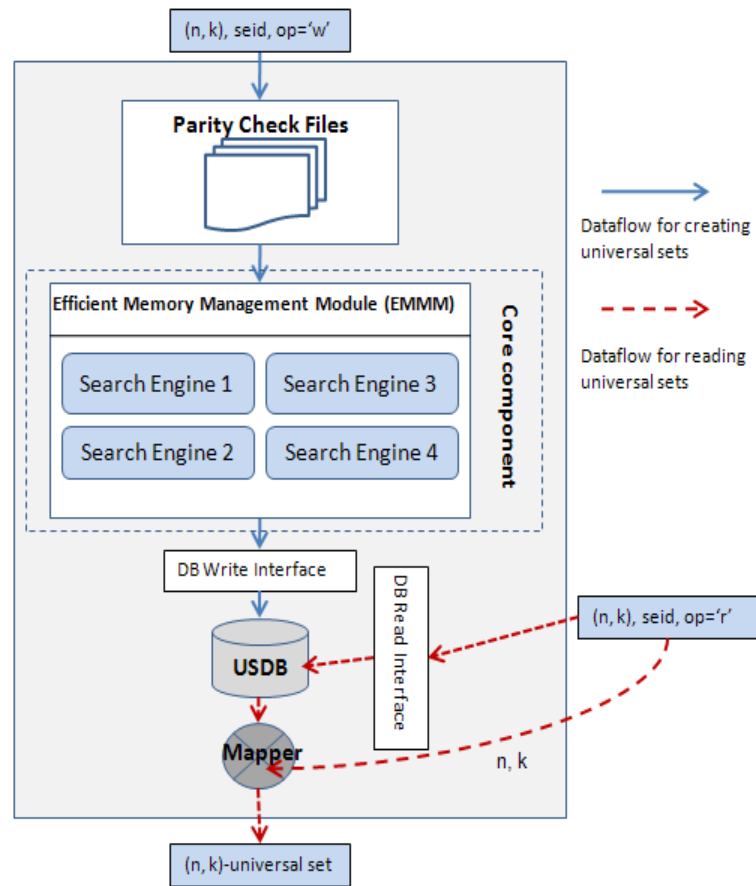 (n, k), seid, op=‘w’
Parity Check Files
Dataflow for creating
universal sets
Efficient Memory Management Module (EMMM)
Search Engine 1
Search Engine 3
Search Engine 2
Search Engine 4
Core component
Dataflow for reading
universal sets
DB Write Interface
DB Read Interface
(n, k), seid, op=‘r’
USDB
Mapper
n, k
(n, k)-universal set